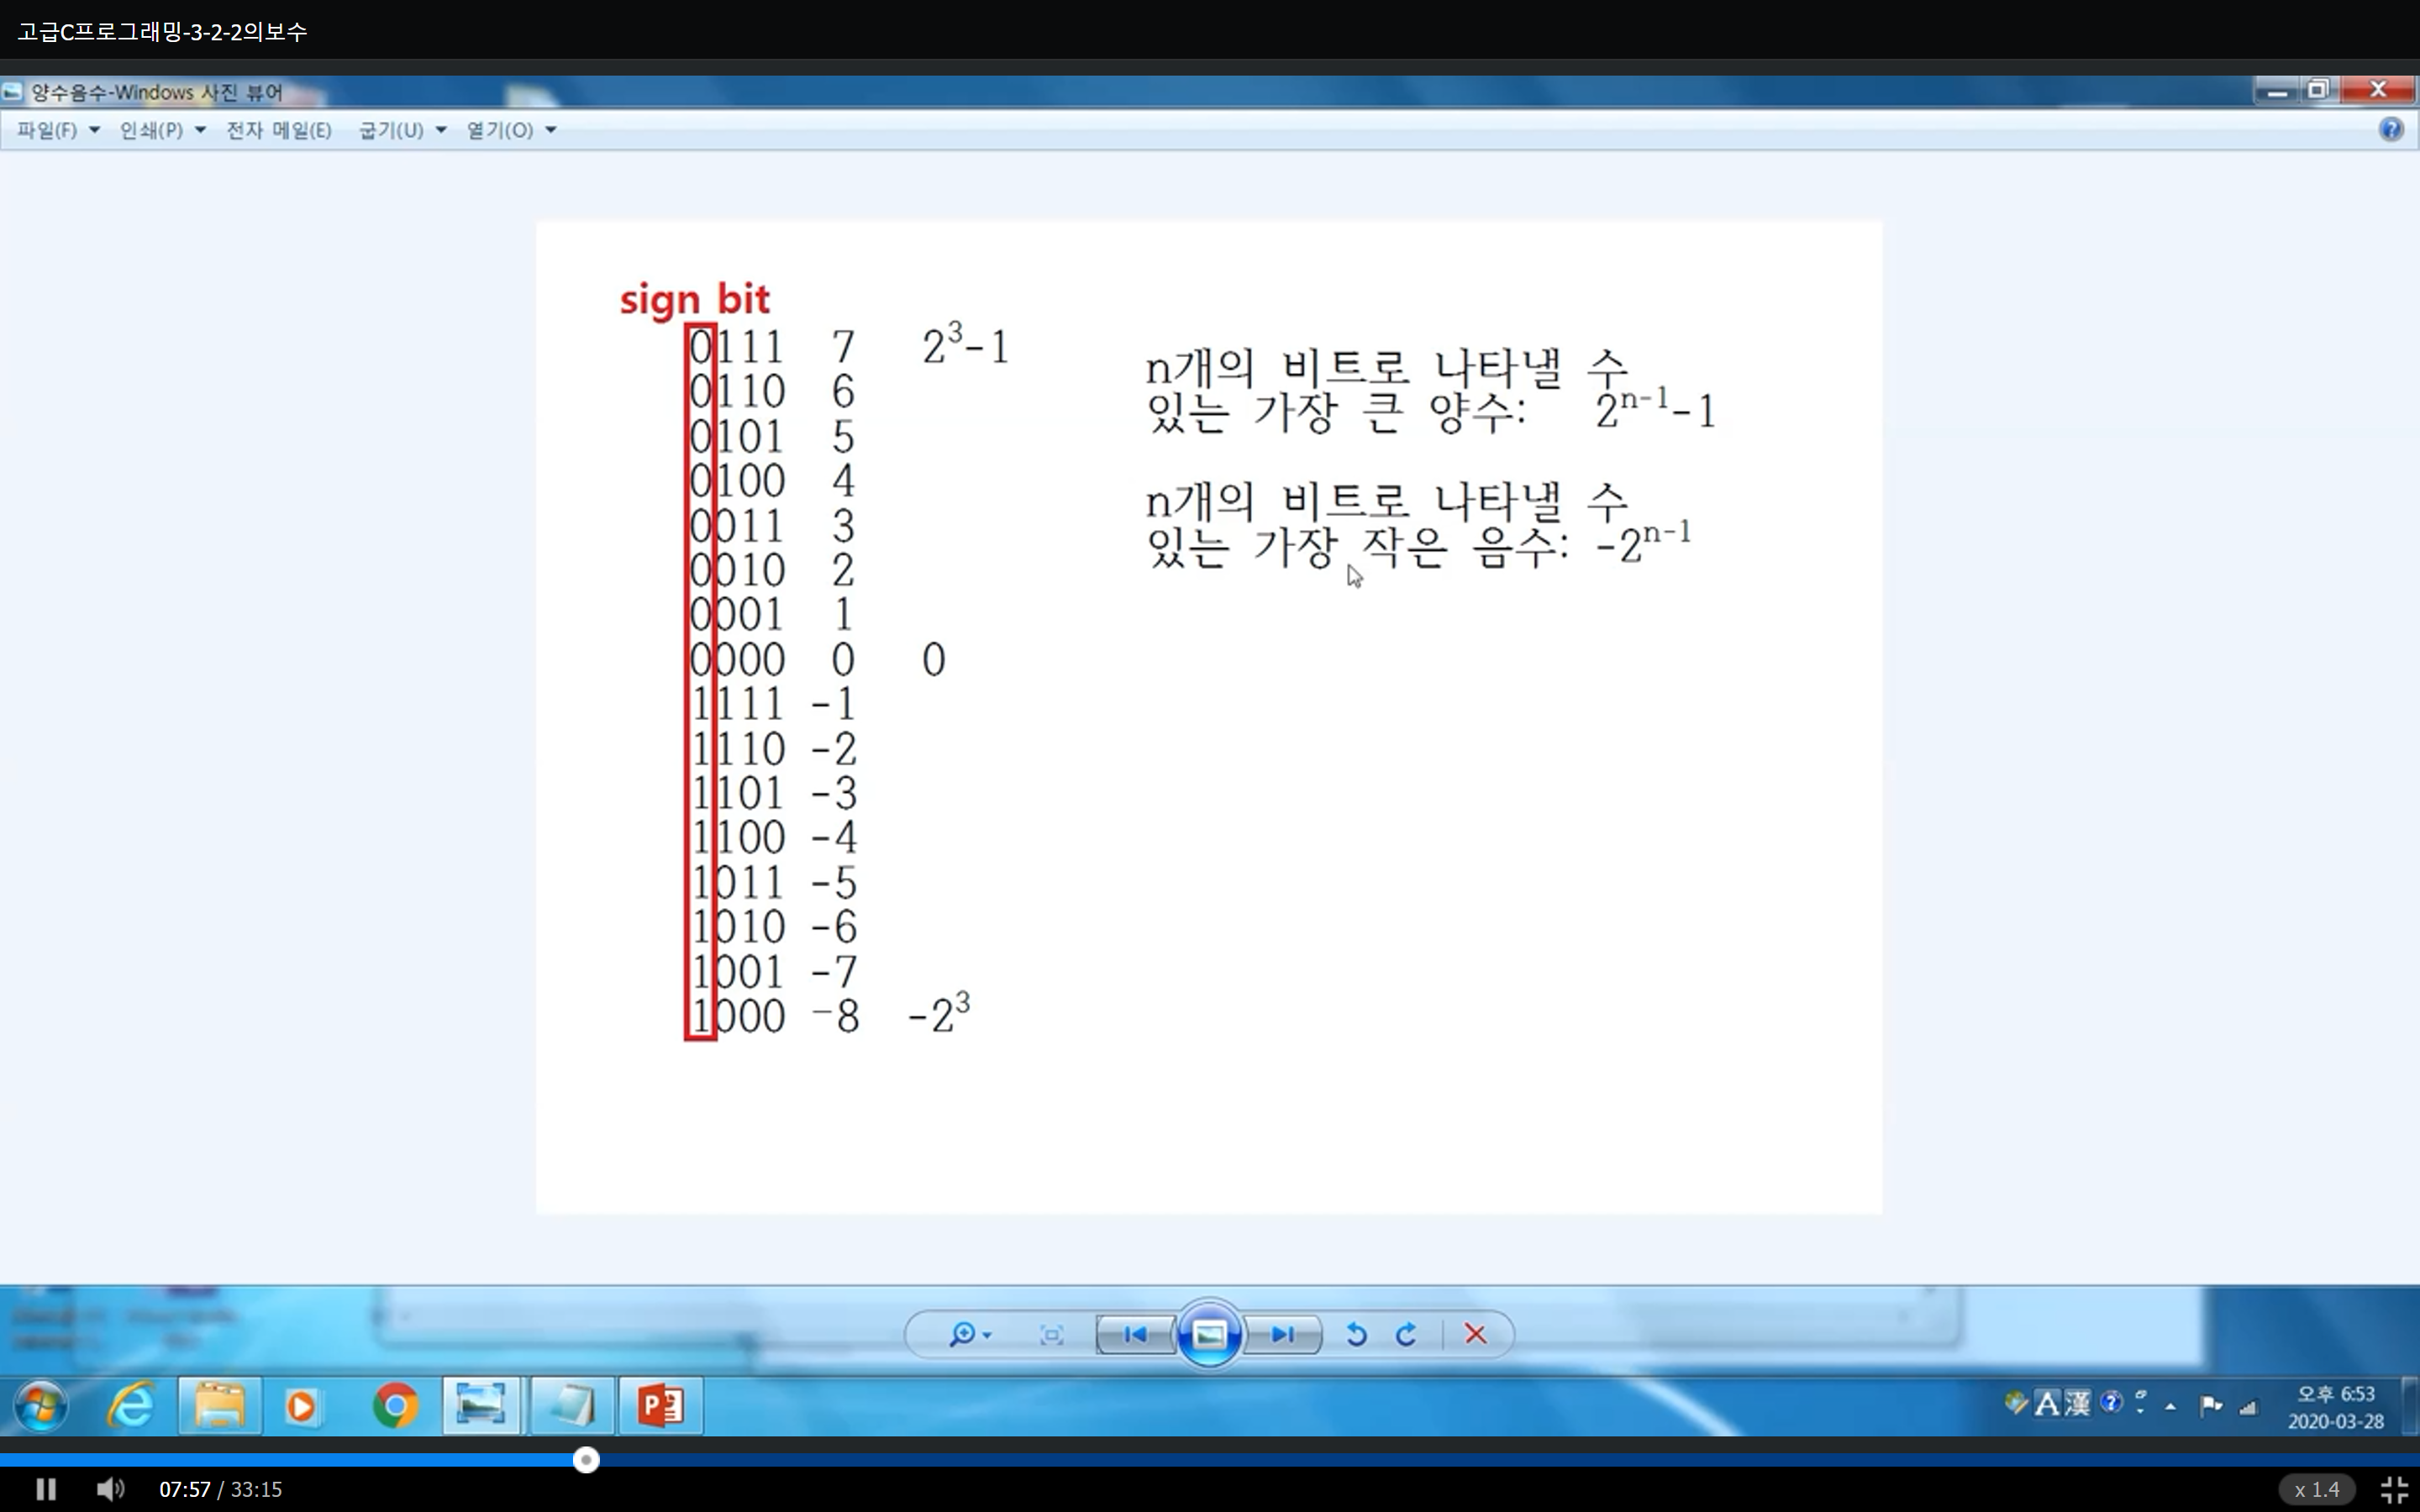 고급C프로그래밍-3-2-2의보수
양수음수-Windows 사진 뷰어
파일(F) 인쇄(P) 전자 메일(E) 굽기(U) 열기(O)
sign bit
0111 7 2³-1
0110 6
0101 5
0100 4
0011 3
0010 2
0001 1
0000 0 0
1111 -1
1110 -2
1101 -3
1100 -4
1011 -5
1010 -6
1001 -7
1000 -8 -2³
n개의 비트로 나타낼 수
있는 가장 큰 양수: 2ⁿ⁻¹-1
n개의 비트로 나타낼 수
있는 가장 작은 음수: -2ⁿ⁻¹
A漢
오후 6:53
2020-03-28
07:57 / 33:15
x 1.4